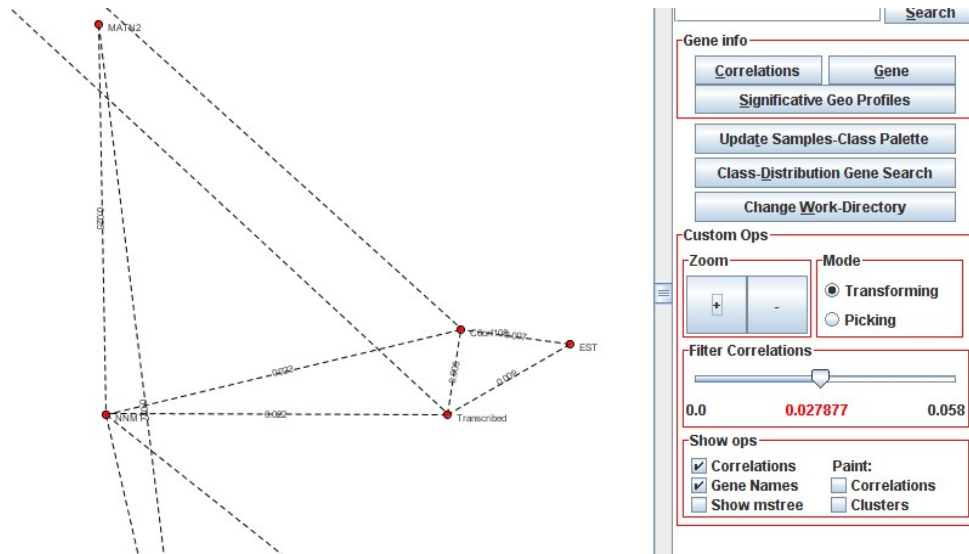 MATN2
0.022
NNMT
0.022
Transcribed
0.009
0.007
EST
Search
Gene info
Correlations
Gene
Significative Geo Profiles
Update Samples-Class Palette
Class-Distribution Gene Search
Change Work-Directory
Custom Ops
Zoom
Mode
+
-
Transforming
Picking
Filter Correlations
0.0
0.027877
0.058
Show ops
Correlations
Paint:
Gene Names
Correlations
Show mstree
Clusters